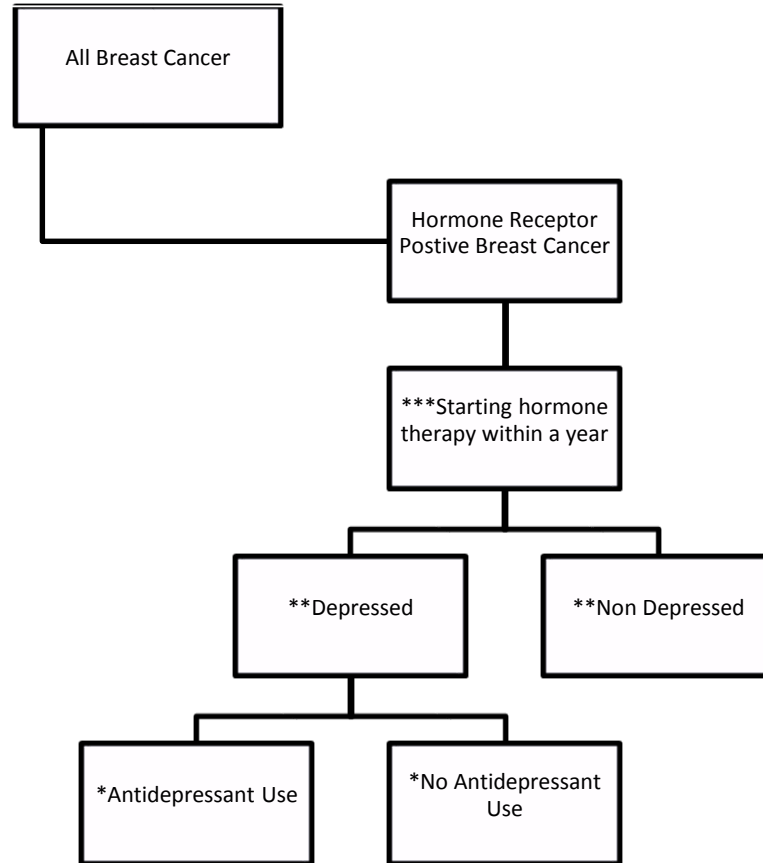 All Breast Cancer
Hormone Receptor
Postive Breast Cancer
***Starting hormone
therapy within a year
**Depressed
**Non Depressed
*Antidepressant Use
*No Antidepressant
Use